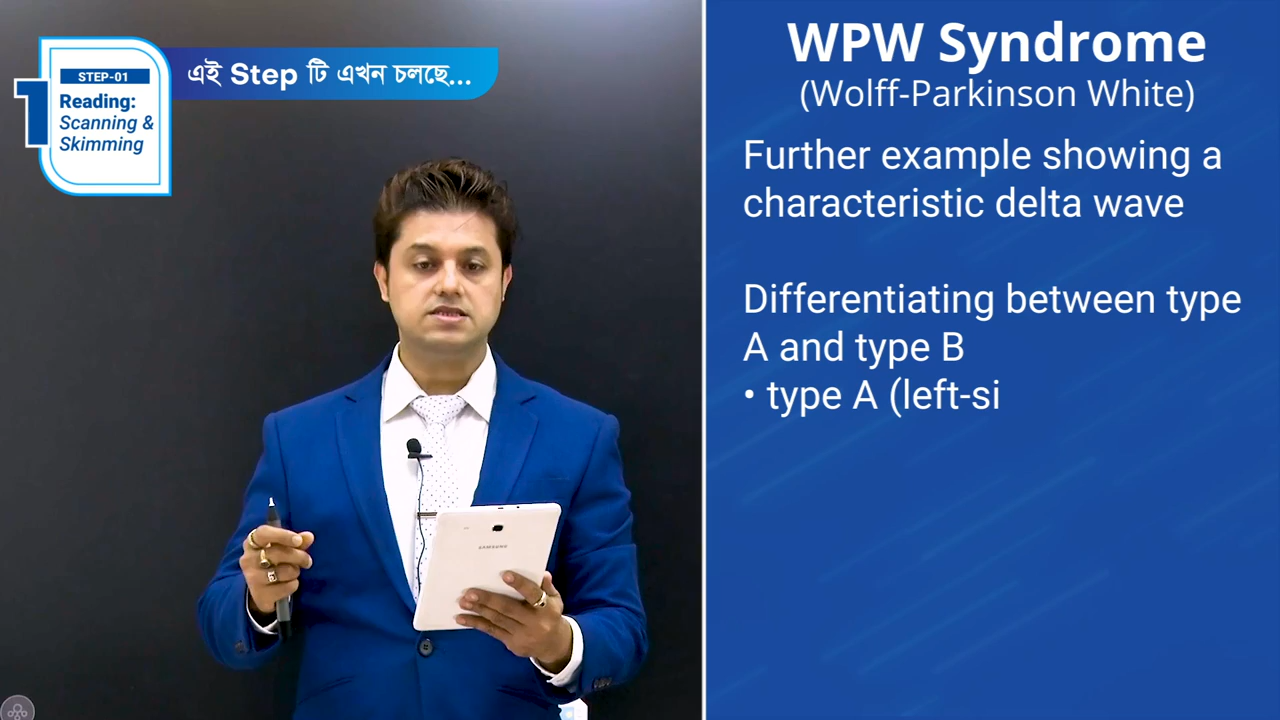 STEP-01
1
Reading:
Scanning &
Skimming
এই Step টি এখন চলছে...
SAMSUNG
WPW Syndrome
(Wolff-Parkinson White)
Further example showing a
characteristic delta wave
Differentiating between type
A and type B
• type A (left-si